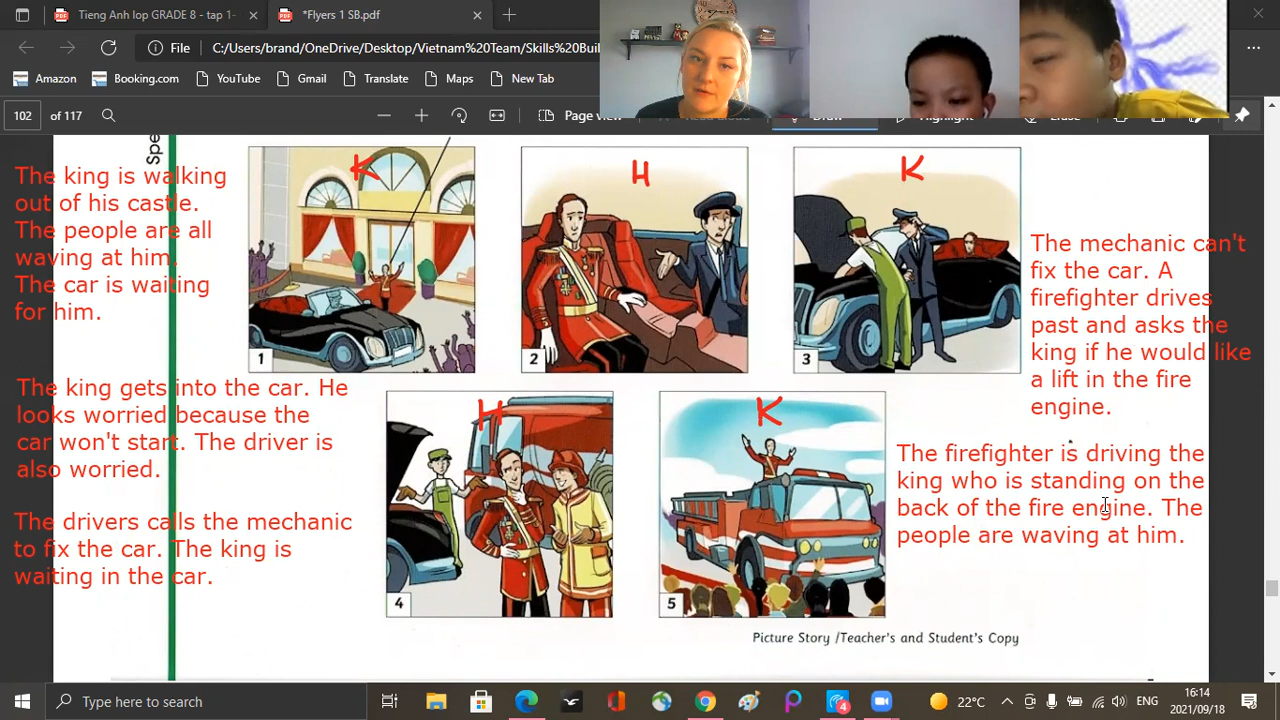 Tieng Anh lop GRADE 8 - tap 1-
*Flyers 1 SB.pdf
File
C:/Users/brand/OneDrive/Desktop/Vietnam%20Team/Skills%20Buil
Amazon
Booking.com
YouTube
Gmail
Translate
Maps
New Tab
102 of 117
Page view
Draw
Highlight
Erase
Spe
K
H
K
The king is walking
out of his castle.
The people are all
waving at him.
The car is waiting
for him.
1
2
3
The mechanic can't
fix the car. A
firefighter drives
past and asks the
king if he would like
a lift in the fire
engine.
The king gets into the car. He
looks worried because the
car won't start. The driver is
also worried.
H
K
The drivers calls the mechanic
to fix the car. The king is
waiting in the car.
4
5
The firefighter is driving the
king who is standing on the
back of the fire engine. The
people are waving at him.
Picture Story /Teacher's and Student's Copy
Type here to search
4
22°C
ENG
16:14
2021/09/18